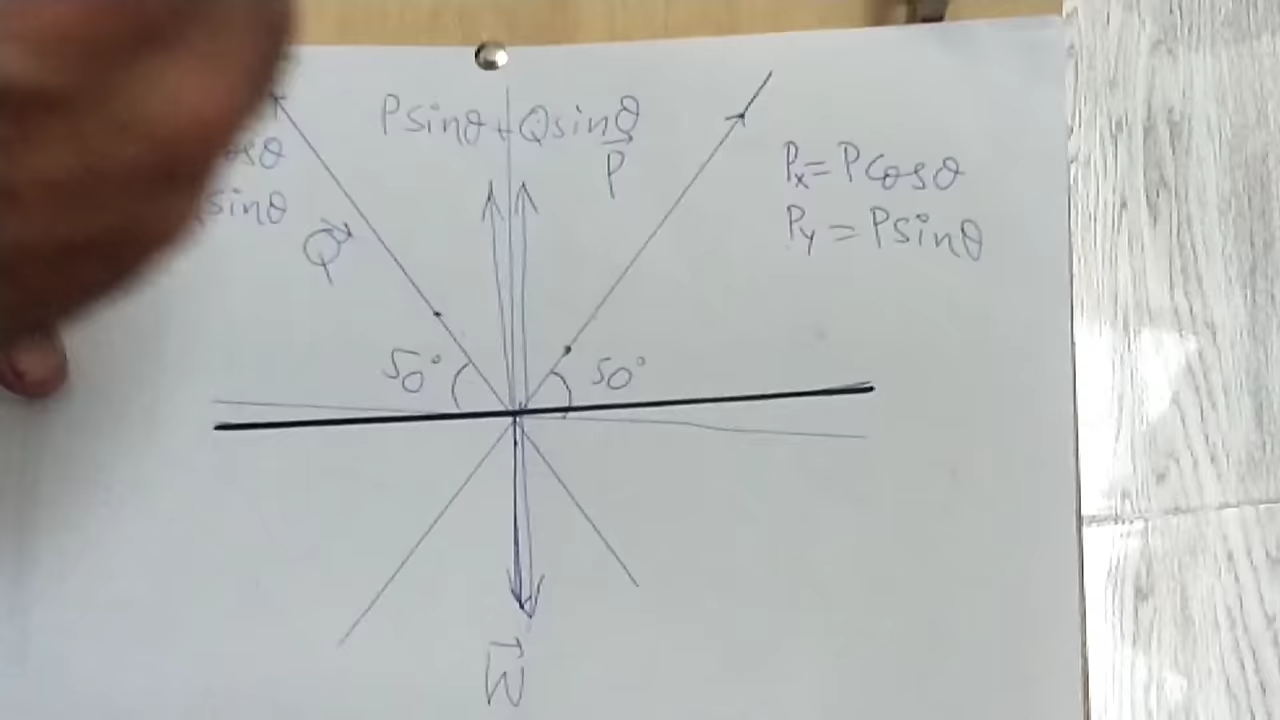 Psinθ+Qsinθ
P
Px=Pcosθ
Py=Psinθ
sinθ
Q
50°
50°
W